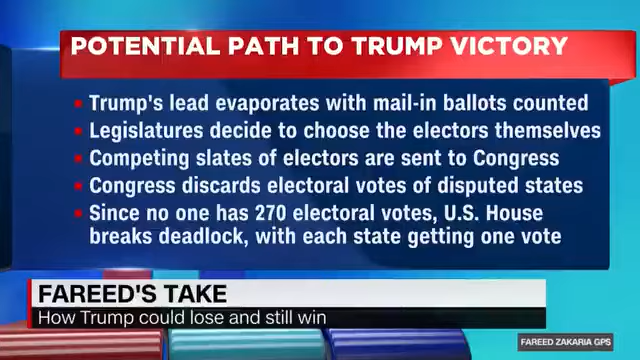 POTENTIAL PATH TO TRUMP VICTORY
▪ Trump's lead evaporates with mail-in ballots counted
▪ Legislatures decide to choose the electors themselves
▪ Competing slates of electors are sent to Congress
▪ Congress discards electoral votes of disputed states
▪ Since no one has 270 electoral votes, U.S. House
breaks deadlock, with each state getting one vote
FAREED'S TAKE
How Trump could lose and still win
FAREED ZAKARIA GPS